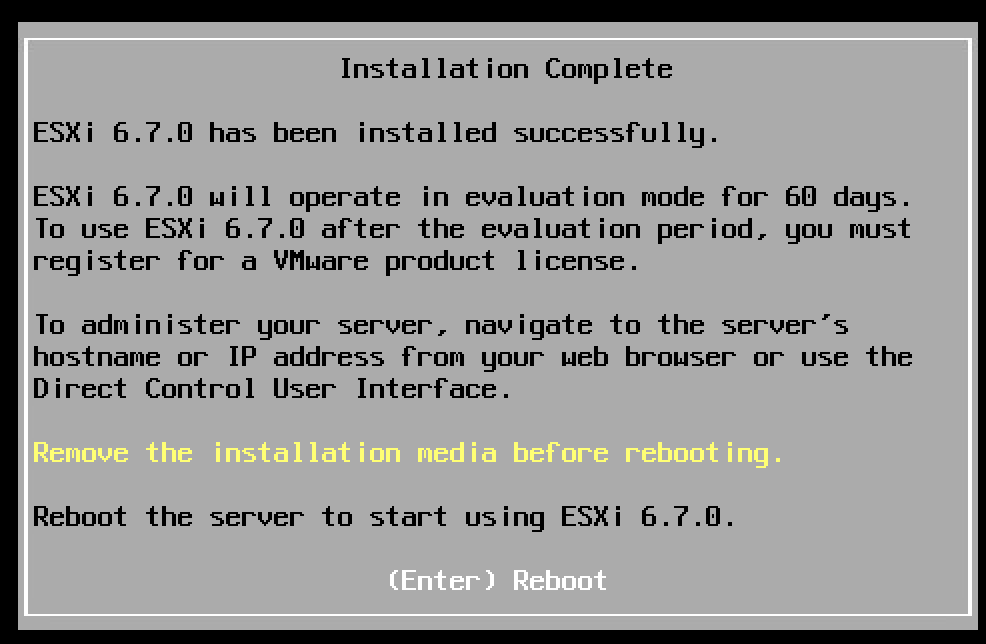 Installation Complete
ESXi 6.7.0 has been installed successfully.
ESXi 6.7.0 will operate in evaluation mode for 60 days.
To use ESXi 6.7.0 after the evaluation period, you must
register for a VMware product license.
To administer your server, navigate to the server's
hostname or IP address from your web browser or use the
Direct Control User Interface.
Remove the installation media before rebooting.
Reboot the server to start using ESXi 6.7.0.
(Enter) Reboot